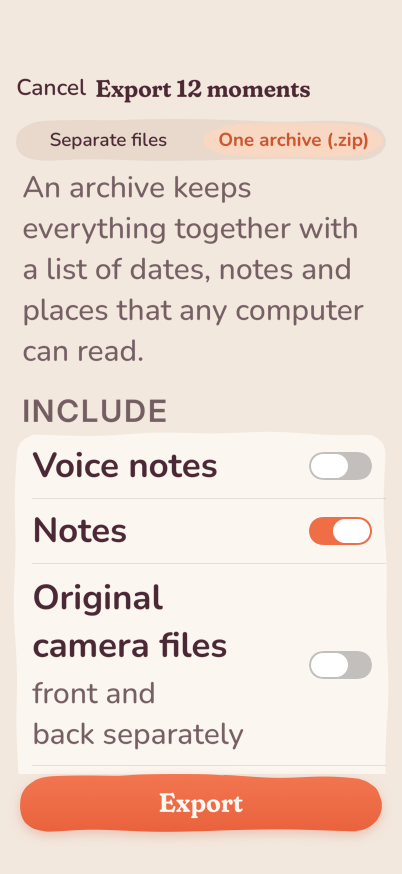 Cancel Export 12 moments
Separate files One archive (.zip)
An archive keeps
everything together with
a list of dates, notes and
places that any computer
can read.
INCLUDE
Voice notes
Notes
Original
camera files
front and
back separately
Export